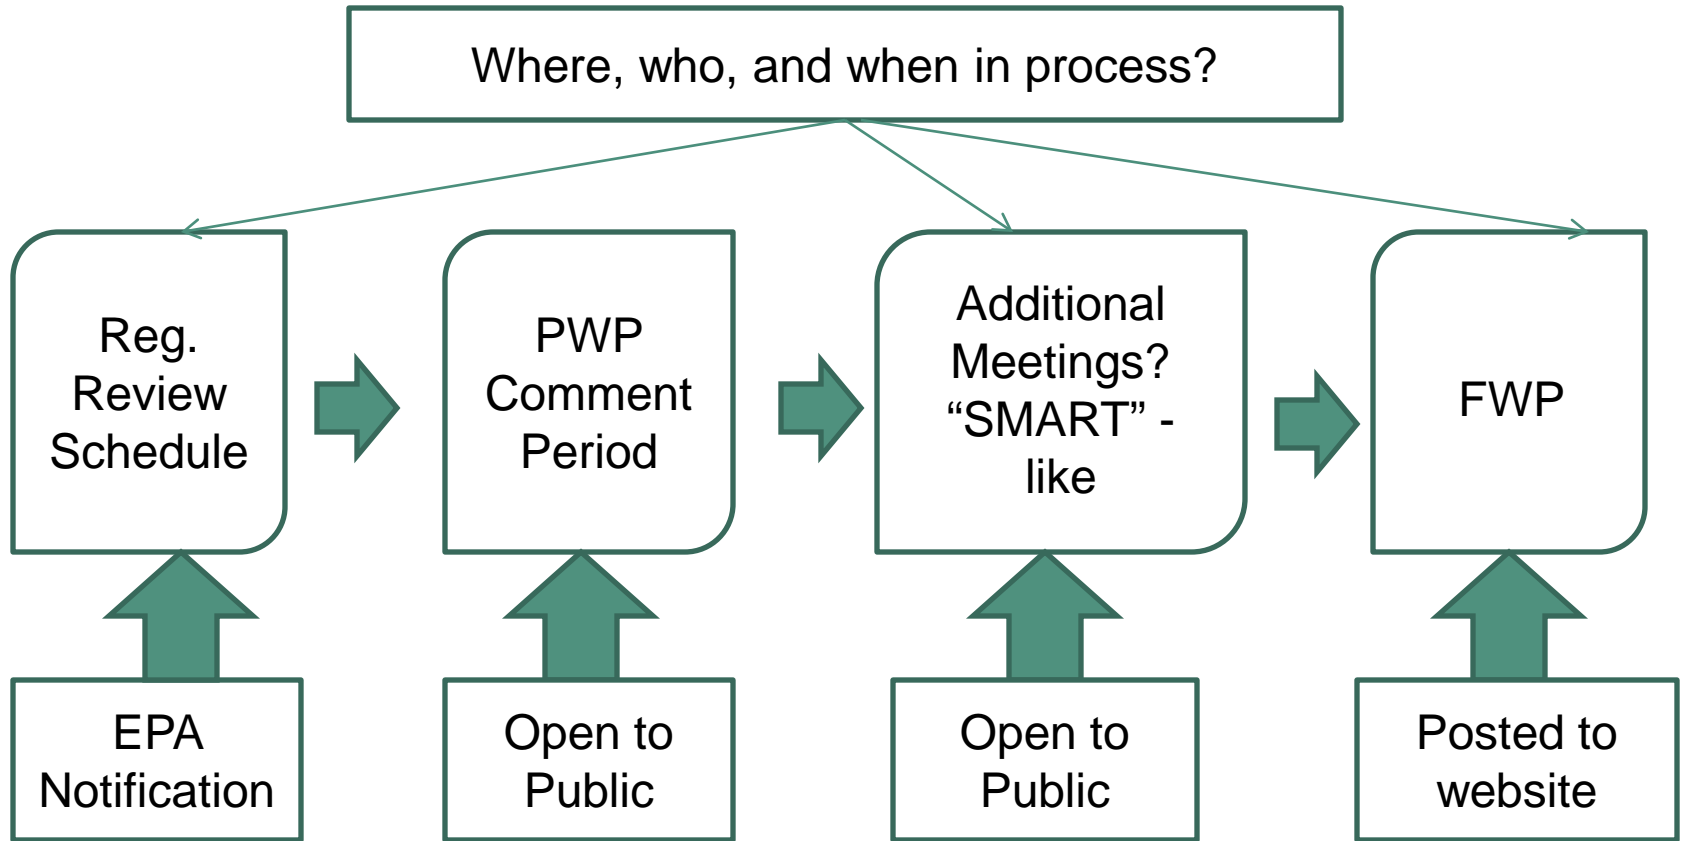 Where, who, and when in process?
Reg.
Review
Schedule
PWP
Comment
Period
Additional
Meetings?
“SMART” -
like
FWP
EPA
Notification
Open to
Public
Open to
Public
Posted to
website